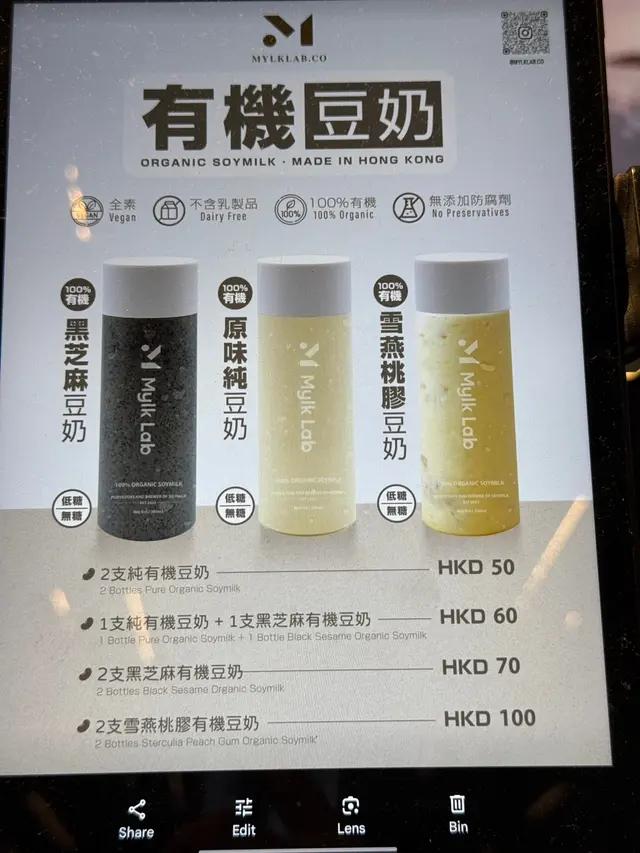 MYLKLAB.CO
@MYLKLAB.CO
有機豆奶
ORGANIC SOYMILK · MADE IN HONG KONG
全素
Vegan
不含乳製品
Dairy Free
100%有機
100% Organic
無添加防腐劑
No Preservatives
VEGAN
100%
100%
有機
黑芝麻豆奶
低糖
無糖
Mylk Lab
100% ORGANIC SOYMILK
100%
有機
原味純豆奶
低糖
無糖
Mylk Lab
100% ORGANIC SOYMILK
100%
有機
雪燕桃膠豆奶
低糖
無糖
Mylk Lab
100% ORGANIC SOYMILK
2支純有機豆奶 HKD 50
2 Bottles Pure Organic Soymilk
1支純有機豆奶 + 1支黑芝麻有機豆奶 HKD 60
1 Bottle Pure Organic Soymilk + 1 Bottle Black Sesame Organic Soymilk
2支黑芝麻有機豆奶 HKD 70
2 Bottles Black Sesame Organic Soymilk
2支雪燕桃膠有機豆奶 HKD 100
2 Bottles Sterculia Peach Gum Organic Soymilk
Share
Edit
Lens
Bin